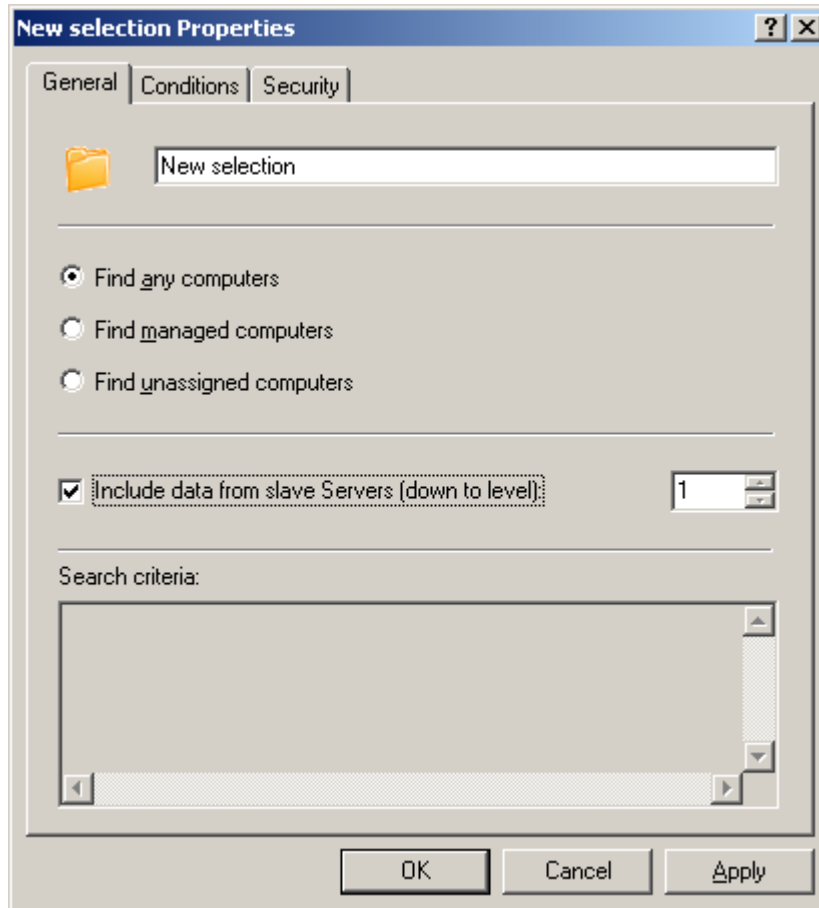 New selection Properties
General Conditions Security
New selection
Find any computers
Find managed computers
Find unassigned computers
Include data from slave Servers (down to level): 1
Search criteria:
OK Cancel Apply